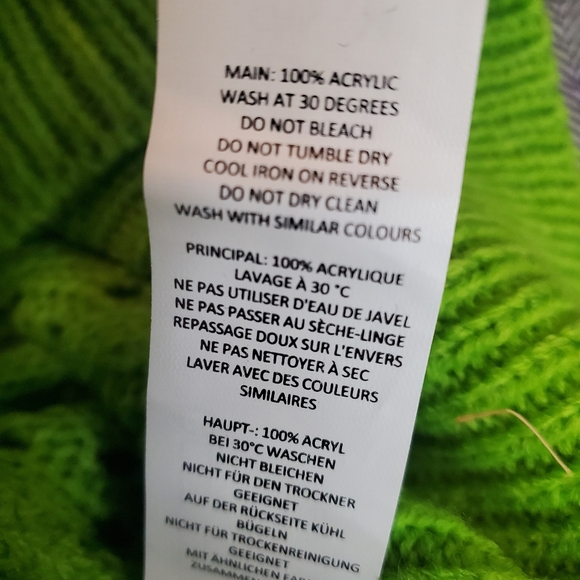 MAIN: 100% ACRYLIC
WASH AT 30 DEGREES
DO NOT BLEACH
DO NOT TUMBLE DRY
COOL IRON ON REVERSE
DO NOT DRY CLEAN
WASH WITH SIMILAR COLOURS
PRINCIPAL: 100% ACRYLIQUE
LAVAGE À 30 °C
NE PAS UTILISER D'EAU DE JAVEL
NE PAS PASSER AU SÈCHE-LINGE
REPASSAGE DOUX SUR L'ENVERS
NE PAS NETTOYER À SEC
LAVER AVEC DES COULEURS
SIMILAIRES
HAUPT-: 100% ACRYL
BEI 30°C WASCHEN
NICHT BLEICHEN
NICHT FÜR DEN TROCKNER
GEEIGNET
AUF DER RÜCKSEITE KÜHL
BÜGELN
NICHT FÜR TROCKENREINIGUNG
GEEIGNET
MIT ÄHNLICHEN